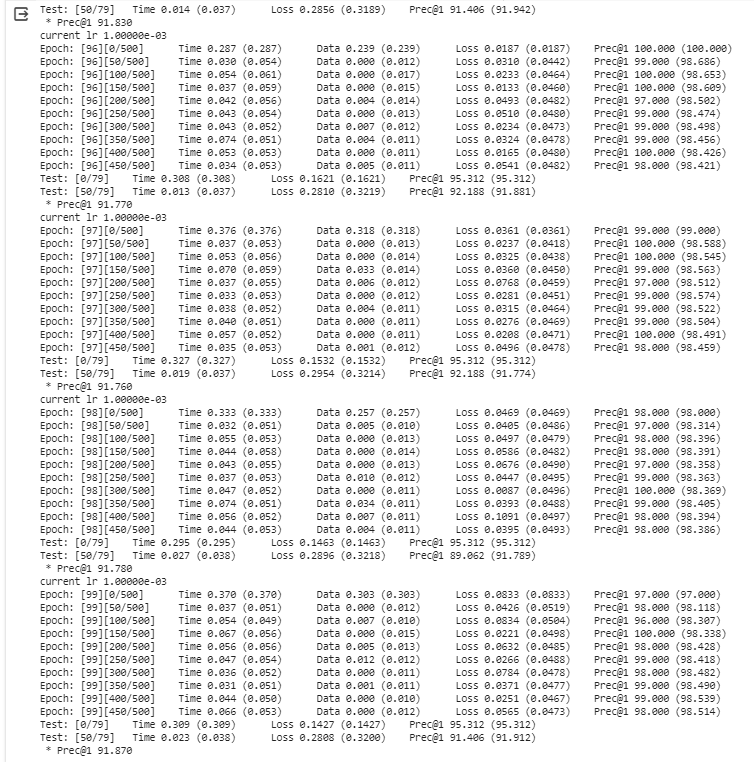 Test: [50/79] Time 0.014 (0.037) Loss 0.2856 (0.3189) Prec@1 91.406 (91.942)
* Prec@1 91.830
current lr 1.00000e-03
Epoch: [96][0/500] Time 0.287 (0.287) Data 0.239 (0.239) Loss 0.0187 (0.0187) Prec@1 100.000 (100.000)
Epoch: [96][50/500] Time 0.030 (0.054) Data 0.000 (0.012) Loss 0.0310 (0.0442) Prec@1 99.000 (98.686)
Epoch: [96][100/500] Time 0.054 (0.061) Data 0.000 (0.017) Loss 0.0233 (0.0464) Prec@1 100.000 (98.653)
Epoch: [96][150/500] Time 0.037 (0.059) Data 0.000 (0.015) Loss 0.0133 (0.0460) Prec@1 100.000 (98.609)
Epoch: [96][200/500] Time 0.042 (0.056) Data 0.004 (0.014) Loss 0.0493 (0.0482) Prec@1 97.000 (98.502)
Epoch: [96][250/500] Time 0.043 (0.054) Data 0.000 (0.013) Loss 0.0510 (0.0480) Prec@1 99.000 (98.474)
Epoch: [96][300/500] Time 0.043 (0.052) Data 0.007 (0.012) Loss 0.0234 (0.0473) Prec@1 99.000 (98.498)
Epoch: [96][350/500] Time 0.074 (0.051) Data 0.004 (0.011) Loss 0.0324 (0.0478) Prec@1 99.000 (98.456)
Epoch: [96][400/500] Time 0.053 (0.053) Data 0.000 (0.011) Loss 0.0165 (0.0480) Prec@1 100.000 (98.426)
Epoch: [96][450/500] Time 0.034 (0.053) Data 0.005 (0.011) Loss 0.0541 (0.0482) Prec@1 98.000 (98.421)
Test: [0/79] Time 0.308 (0.308) Loss 0.1621 (0.1621) Prec@1 95.312 (95.312)
Test: [50/79] Time 0.013 (0.037) Loss 0.2810 (0.3219) Prec@1 92.188 (91.881)
* Prec@1 91.770
current lr 1.00000e-03
Epoch: [97][0/500] Time 0.376 (0.376) Data 0.318 (0.318) Loss 0.0361 (0.0361) Prec@1 99.000 (99.000)
Epoch: [97][50/500] Time 0.037 (0.053) Data 0.000 (0.013) Loss 0.0237 (0.0418) Prec@1 100.000 (98.588)
Epoch: [97][100/500] Time 0.053 (0.056) Data 0.000 (0.014) Loss 0.0325 (0.0438) Prec@1 100.000 (98.545)
Epoch: [97][150/500] Time 0.070 (0.059) Data 0.033 (0.014) Loss 0.0360 (0.0450) Prec@1 99.000 (98.563)
Epoch: [97][200/500] Time 0.037 (0.055) Data 0.006 (0.012) Loss 0.0768 (0.0459) Prec@1 97.000 (98.512)
Epoch: [97][250/500] Time 0.033 (0.053) Data 0.000 (0.012) Loss 0.0281 (0.0451) Prec@1 99.000 (98.574)
Epoch: [97][300/500] Time 0.038 (0.052) Data 0.004 (0.011) Loss 0.0315 (0.0464) Prec@1 99.000 (98.522)
Epoch: [97][350/500] Time 0.040 (0.051) Data 0.000 (0.011) Loss 0.0276 (0.0469) Prec@1 99.000 (98.504)
Epoch: [97][400/500] Time 0.057 (0.052) Data 0.000 (0.011) Loss 0.0208 (0.0471) Prec@1 100.000 (98.491)
Epoch: [97][450/500] Time 0.035 (0.053) Data 0.001 (0.012) Loss 0.0496 (0.0478) Prec@1 98.000 (98.459)
Test: [0/79] Time 0.327 (0.327) Loss 0.1532 (0.1532) Prec@1 95.312 (95.312)
Test: [50/79] Time 0.019 (0.037) Loss 0.2954 (0.3214) Prec@1 92.188 (91.774)
* Prec@1 91.760
current lr 1.00000e-03
Epoch: [98][0/500] Time 0.333 (0.333) Data 0.257 (0.257) Loss 0.0469 (0.0469) Prec@1 98.000 (98.000)
Epoch: [98][50/500] Time 0.032 (0.051) Data 0.005 (0.010) Loss 0.0405 (0.0486) Prec@1 97.000 (98.314)
Epoch: [98][100/500] Time 0.055 (0.053) Data 0.000 (0.013) Loss 0.0497 (0.0479) Prec@1 98.000 (98.396)
Epoch: [98][150/500] Time 0.044 (0.058) Data 0.000 (0.014) Loss 0.0586 (0.0482) Prec@1 98.000 (98.391)
Epoch: [98][200/500] Time 0.043 (0.055) Data 0.000 (0.013) Loss 0.0676 (0.0490) Prec@1 97.000 (98.358)
Epoch: [98][250/500] Time 0.037 (0.053) Data 0.010 (0.012) Loss 0.0447 (0.0495) Prec@1 99.000 (98.363)
Epoch: [98][300/500] Time 0.047 (0.052) Data 0.000 (0.011) Loss 0.0087 (0.0496) Prec@1 100.000 (98.369)
Epoch: [98][350/500] Time 0.074 (0.051) Data 0.034 (0.011) Loss 0.0393 (0.0488) Prec@1 99.000 (98.405)
Epoch: [98][400/500] Time 0.056 (0.052) Data 0.007 (0.011) Loss 0.1091 (0.0497) Prec@1 98.000 (98.394)
Epoch: [98][450/500] Time 0.044 (0.053) Data 0.004 (0.011) Loss 0.0395 (0.0493) Prec@1 98.000 (98.386)
Test: [0/79] Time 0.295 (0.295) Loss 0.1463 (0.1463) Prec@1 95.312 (95.312)
Test: [50/79] Time 0.027 (0.038) Loss 0.2896 (0.3218) Prec@1 89.062 (91.789)
* Prec@1 91.780
current lr 1.00000e-03
Epoch: [99][0/500] Time 0.370 (0.370) Data 0.303 (0.303) Loss 0.0833 (0.0833) Prec@1 97.000 (97.000)
Epoch: [99][50/500] Time 0.037 (0.051) Data 0.000 (0.012) Loss 0.0426 (0.0519) Prec@1 98.000 (98.118)
Epoch: [99][100/500] Time 0.054 (0.049) Data 0.007 (0.010) Loss 0.0834 (0.0504) Prec@1 96.000 (98.307)
Epoch: [99][150/500] Time 0.067 (0.056) Data 0.000 (0.015) Loss 0.0221 (0.0498) Prec@1 100.000 (98.338)
Epoch: [99][200/500] Time 0.056 (0.056) Data 0.005 (0.013) Loss 0.0632 (0.0485) Prec@1 98.000 (98.428)
Epoch: [99][250/500] Time 0.047 (0.054) Data 0.012 (0.012) Loss 0.0266 (0.0488) Prec@1 99.000 (98.418)
Epoch: [99][300/500] Time 0.036 (0.052) Data 0.000 (0.011) Loss 0.0784 (0.0478) Prec@1 98.000 (98.482)
Epoch: [99][350/500] Time 0.031 (0.051) Data 0.001 (0.011) Loss 0.0371 (0.0477) Prec@1 99.000 (98.490)
Epoch: [99][400/500] Time 0.044 (0.050) Data 0.000 (0.010) Loss 0.0251 (0.0467) Prec@1 99.000 (98.539)
Epoch: [99][450/500] Time 0.066 (0.053) Data 0.000 (0.012) Loss 0.0565 (0.0473) Prec@1 98.000 (98.514)
Test: [0/79] Time 0.309 (0.309) Loss 0.1427 (0.1427) Prec@1 95.312 (95.312)
Test: [50/79] Time 0.023 (0.038) Loss 0.2808 (0.3200) Prec@1 91.406 (91.912)
* Prec@1 91.870